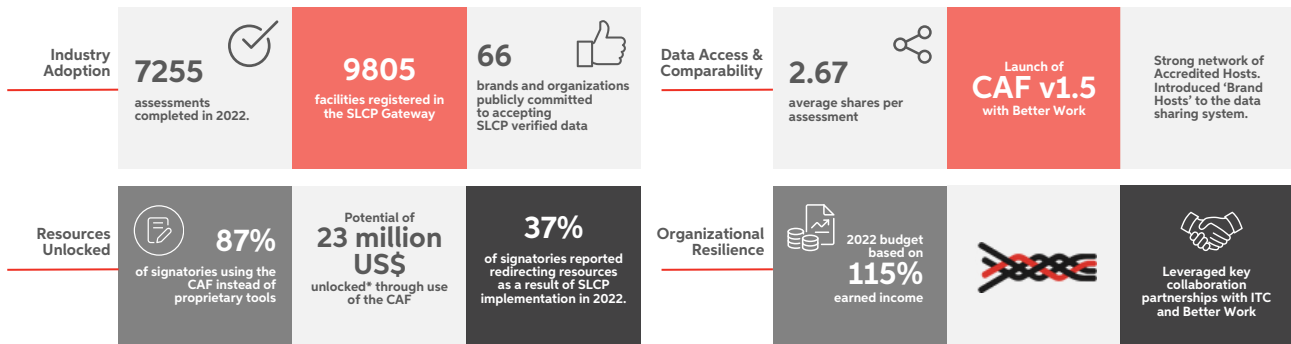 Industry
Adoption
7255
assessments
completed in 2022.
9805
facilities registered in
the SLCP Gateway
66
brands and organizations
publicly committed
to accepting
SLCP verified data
Data Access &
Comparability
2.67
average shares per
assessment
Launch of
CAF v1.5
with Better Work
Strong network of
Accredited Hosts.
Introduced ‘Brand
Hosts’ to the data
sharing system.
Resources
Unlocked
87%
of signatories using the
CAF instead of
proprietary tools
Potential of
23 million
US$
unlocked* through use
of the CAF
37%
of signatories reported
redirecting resources
as a result of SLCP
implementation in 2022.
Organizational
Resilience
2022 budget
based on
115%
earned income
Leveraged key
collaboration
partnerships with ITC
and Better Work